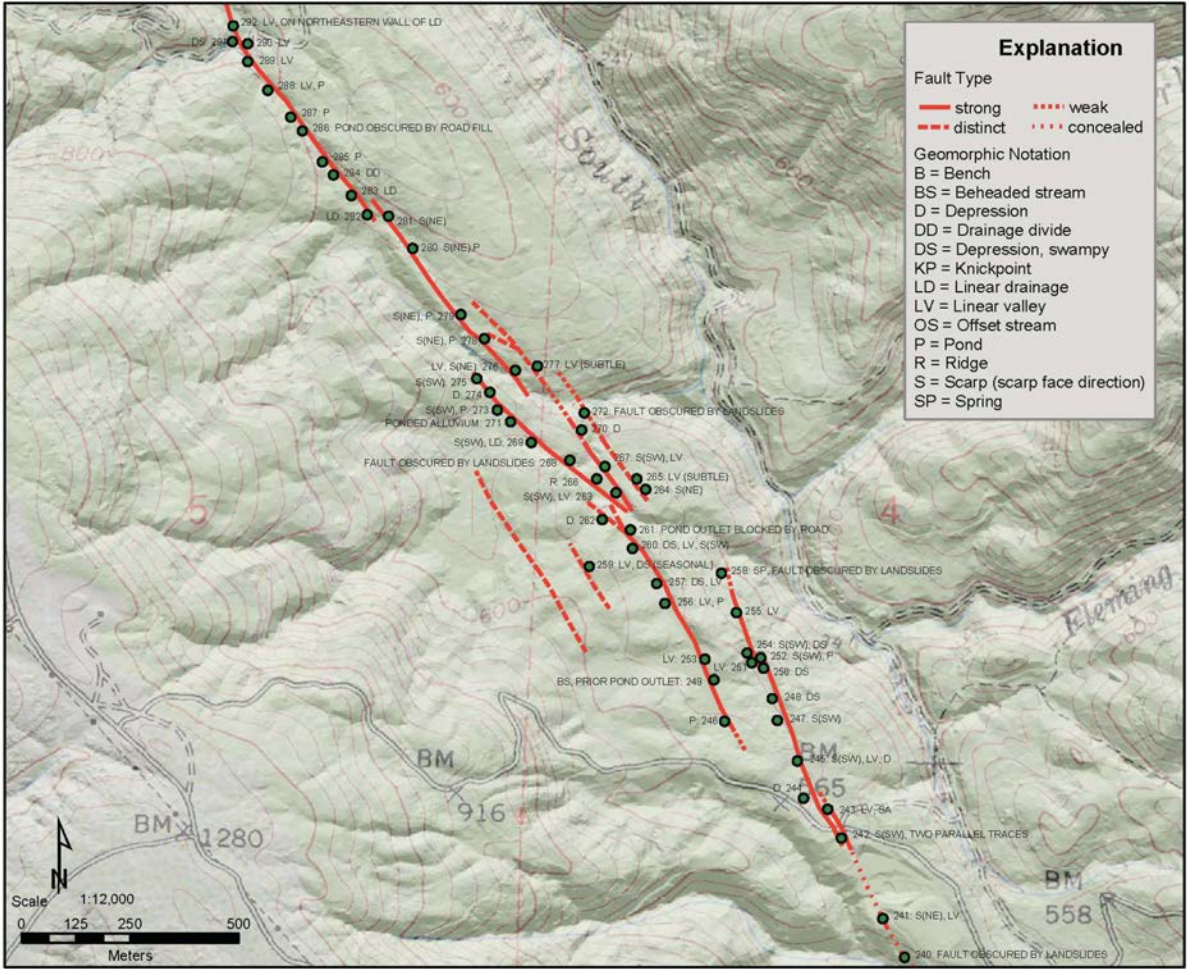 292: LV, ON NORTHEASTERN WALL OF LD
DS: 291
290: LV
289: LV
288: LV, P
287: P
286: POND OBSCURED BY ROAD FILL
285: P
284: DD
283: LD
LD: 282
281: S(NE)
280: S(NE),P
S(NE), P: 279
S(NE), P: 278
277: LV (SUBTLE)
LV, S(NE): 276
S(SW): 275
D: 274
S(SW), P: 273
272: FAULT OBSCURED BY LANDSLIDES
PONDED ALLUVIUM: 271
270: D
S(SW), LD: 269
FAULT OBSCURED BY LANDSLIDES: 268
267: S(SW), LV
R: 266
265: LV (SUBTLE)
264: S(NE)
S(SW), LV: 263
D: 262
261: POND OUTLET BLOCKED BY ROAD
260: DS, LV, S(SW)
259: LV, DS (SEASONAL)
258: SP, FAULT OBSCURED BY LANDSLIDES
257: DS, LV
256: LV, P
255: LV
254: S(SW), DS
LV: 253
252: S(SW), P
LV: 251
250: DS
BS, PRIOR POND OUTLET: 249
248: DS
247: S(SW)
P: 246
245: S(SW), LV, D
D: 244
243: LV, SA
242: S(SW), TWO PARALLEL TRACES
241: S(NE), LV
240: FAULT OBSCURED BY LANDSLIDES
South
Fleming
600
800
600
600
600
5
4
BM
916
BM
1280
BM
565
BM
558
N
Scale 1:12,000
0 125 250 500
Meters
Explanation
Fault Type
strong
weak
distinct
concealed
Geomorphic Notation
B = Bench
BS = Beheaded stream
D = Depression
DD = Drainage divide
DS = Depression, swampy
KP = Knickpoint
LD = Linear drainage
LV = Linear valley
OS = Offset stream
P = Pond
R = Ridge
S = Scarp (scarp face direction)
SP = Spring